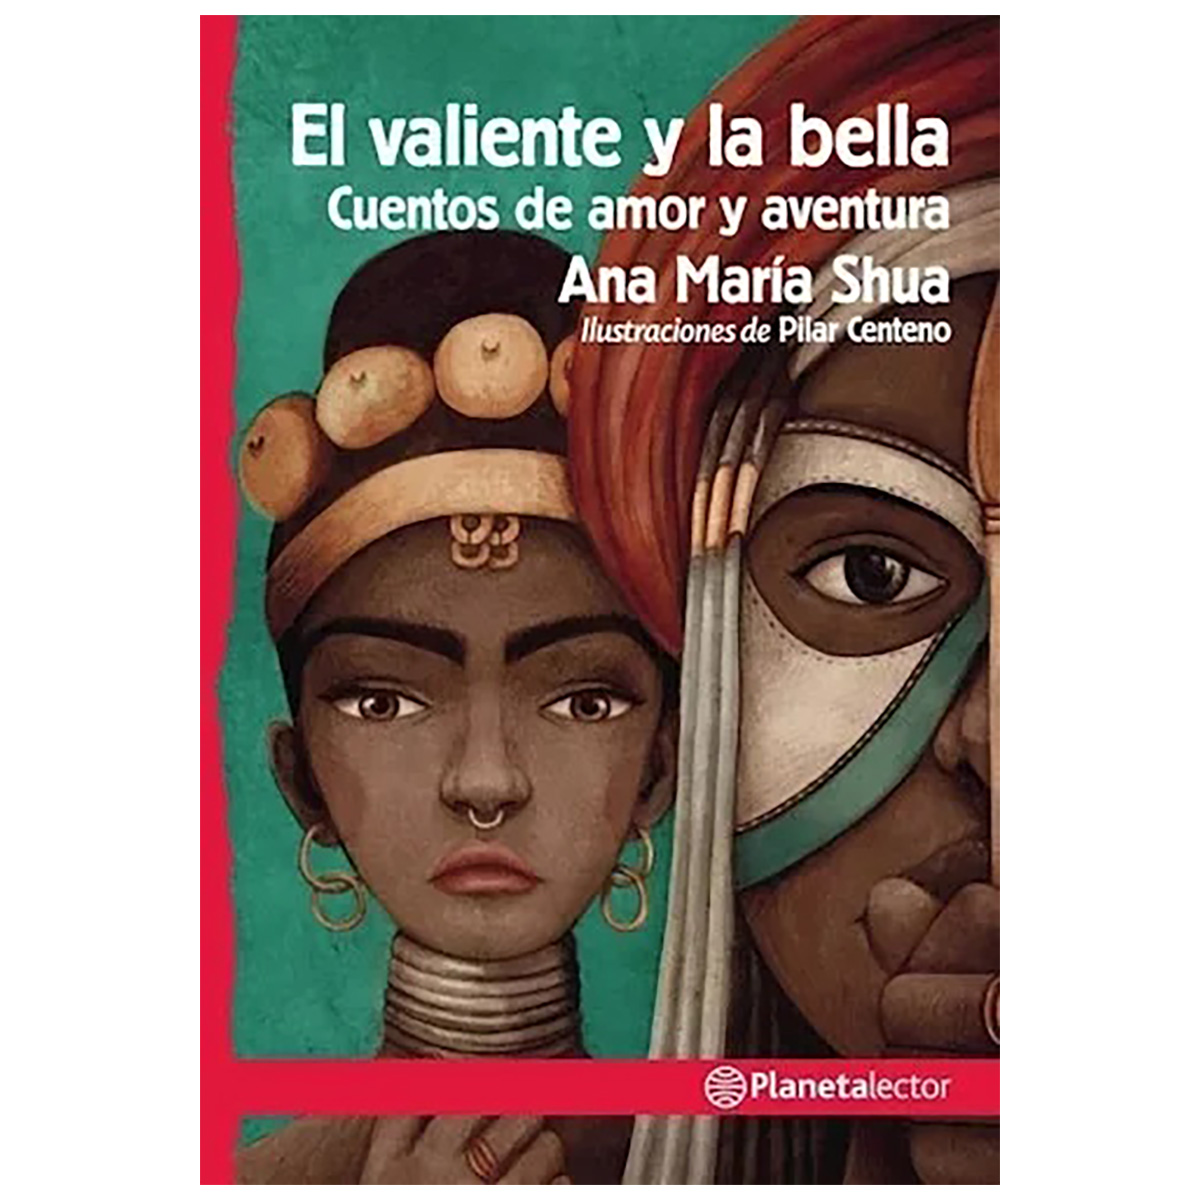 El valiente y la bella
Cuentos de amor y aventura
Ana María Shua
Ilustraciones de Pilar Centeno
Planetalector